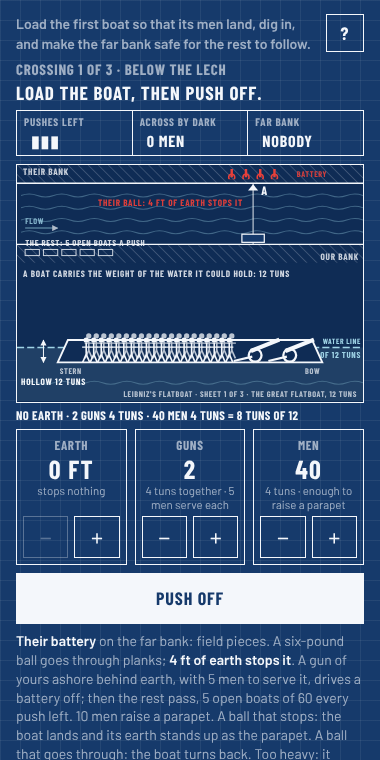 Load the first boat so that its men land, dig in,
and make the far bank safe for the rest to follow.
?
CROSSING 1 OF 3 · BELOW THE LECH
LOAD THE BOAT, THEN PUSH OFF.
PUSHES LEFT
ACROSS BY DARK
0 MEN
FAR BANK
NOBODY
THEIR BANK
BATTERY
A
THEIR BALL: 4 FT OF EARTH STOPS IT
FLOW
THE REST: 5 OPEN BOATS A PUSH
OUR BANK
A BOAT CARRIES THE WEIGHT OF THE WATER IT COULD HOLD: 12 TONS
WATER LINE
OF 12 TONS
STERN
BOW
HOLLOW 12 TONS
LEIBNIZ'S FLATBOAT · SHEET 1 OF 3 · THE GREAT FLATBOAT, 12 TONS
NO EARTH · 2 GUNS 4 TONS · 40 MEN 4 TONS = 8 TONS OF 12
EARTH
0 FT
stops nothing
− +
GUNS
2
4 tons together · 5
men serve each
− +
MEN
40
4 tons · enough to
raise a parapet
− +
PUSH OFF
Their battery on the far bank: field pieces. A six-pound
ball goes through planks; 4 ft of earth stops it. A gun of
yours ashore behind earth, with 5 men to serve it, drives a
battery off; then the rest pass, 5 open boats of 60 every
push left. 10 men raise a parapet. A ball that stops: the
boat lands and its earth stands up as the parapet. A ball
that goes through: the boat turns back. Too heavy: it